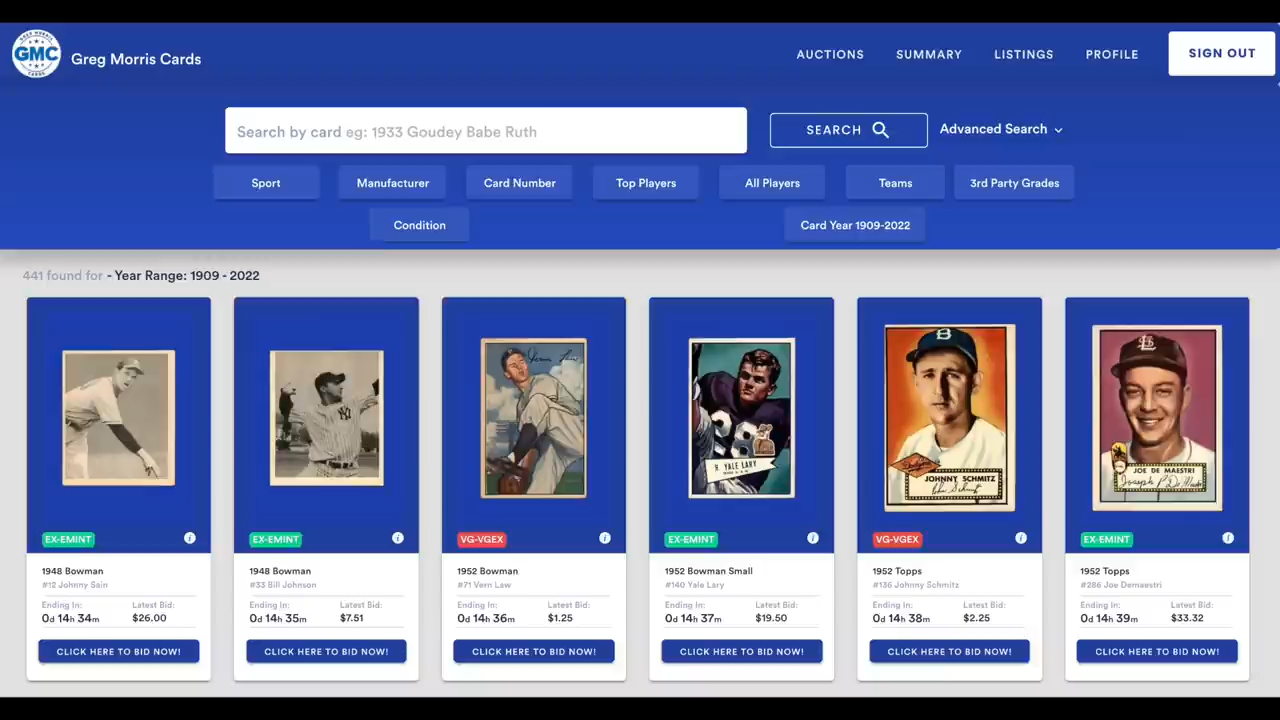 GMC
CARDS
Greg Morris Cards
AUCTIONS
SUMMARY
LISTINGS
PROFILE
SIGN OUT
Search by card eg: 1933 Goudey Babe Ruth
SEARCH
Advanced Search
Sport
Manufacturer
Card Number
Top Players
All Players
Teams
3rd Party Grades
Condition
Card Year 1909-2022
441 found for - Year Range: 1909 - 2022
EX-EMINT
1948 Bowman
#12 Johnny Sain
Ending In: Latest Bid:
0d 14h 34m $26.00
CLICK HERE TO BID NOW!
EX-EMINT
1948 Bowman
#33 Bill Johnson
Ending In: Latest Bid:
0d 14h 35m $7.51
CLICK HERE TO BID NOW!
Vern Law
VG-VGEX
1952 Bowman
#71 Vern Law
Ending In: Latest Bid:
0d 14h 36m $1.25
CLICK HERE TO BID NOW!
YALE LARY
EX-EMINT
1952 Bowman Small
#140 Yale Lary
Ending In: Latest Bid:
0d 14h 37m $19.50
CLICK HERE TO BID NOW!
B
JOHNNY SCHMITZ
VG-VGEX
1952 Topps
#136 Johnny Schmitz
Ending In: Latest Bid:
0d 14h 38m $2.25
CLICK HERE TO BID NOW!
JOE DE MAESTRI
EX-EMINT
1952 Topps
#286 Joe Demaestri
Ending In: Latest Bid:
0d 14h 39m $33.32
CLICK HERE TO BID NOW!